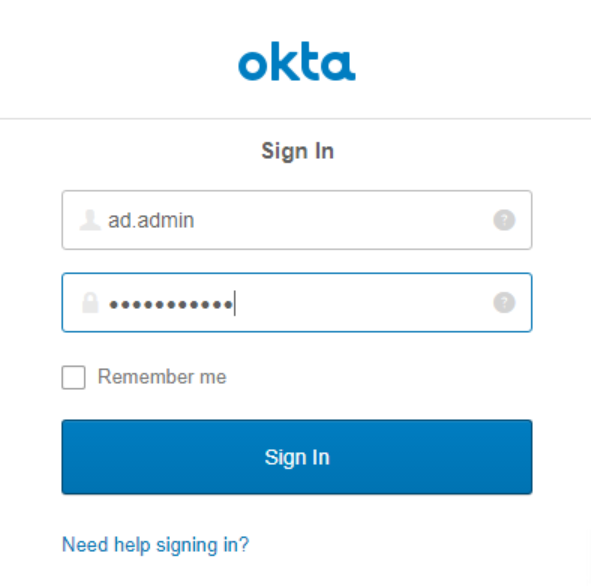 okta
Sign In
ad.admin
?
•••••••••••
?
Remember me
Sign In
Need help signing in?